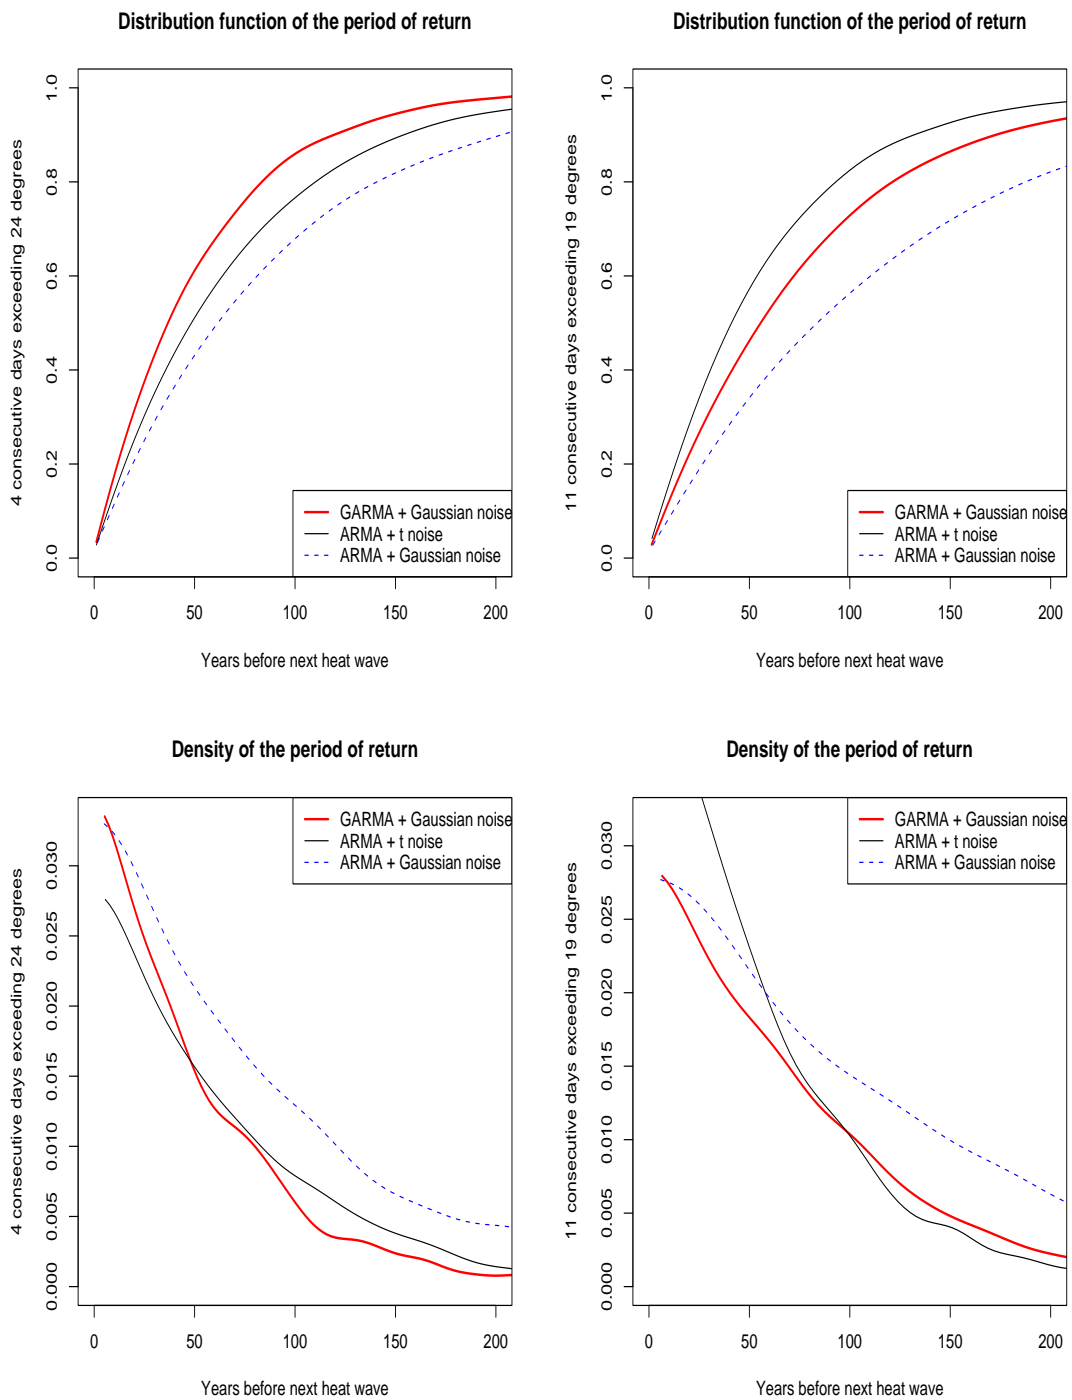 Distribution function of the period of return
4 consecutive days exceeding 24 degrees
0.0 0.2 0.4 0.6 0.8 1.0
GARMA + Gaussian noise
ARMA + t noise
ARMA + Gaussian noise
0 50 100 150 200
Years before next heat wave
Distribution function of the period of return
11 consecutive days exceeding 19 degrees
0.0 0.2 0.4 0.6 0.8 1.0
GARMA + Gaussian noise
ARMA + t noise
ARMA + Gaussian noise
0 50 100 150 200
Years before next heat wave
Density of the period of return
4 consecutive days exceeding 24 degrees
0.000 0.005 0.010 0.015 0.020 0.025 0.030
GARMA + Gaussian noise
ARMA + t noise
ARMA + Gaussian noise
0 50 100 150 200
Years before next heat wave
Density of the period of return
11 consecutive days exceeding 19 degrees
0.000 0.005 0.010 0.015 0.020 0.025 0.030
GARMA + Gaussian noise
ARMA + t noise
ARMA + Gaussian noise
0 50 100 150 200
Years before next heat wave